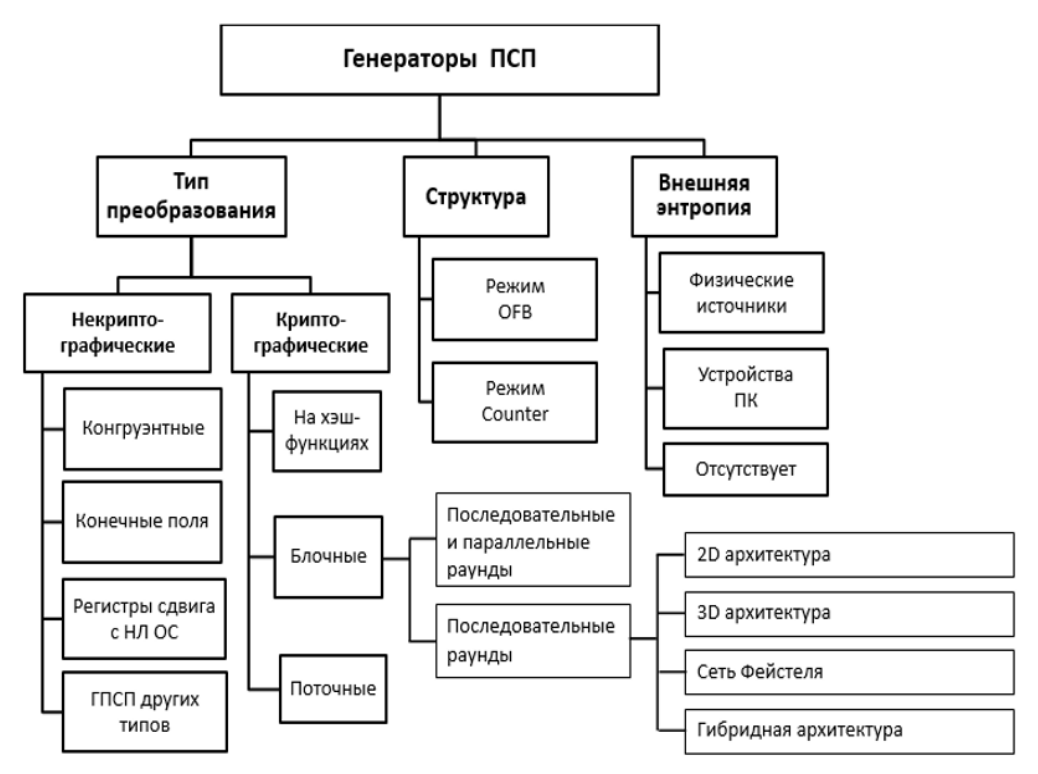 Генераторы ПСП
Тип
преобразования
Структура
Внешняя
энтропия
Некрипто-
графические
Крипто-
графические
Конгруэнтные
Конечные поля
Регистры сдвига
с НЛ ОС
ГПСП других
типов
На хэш-
функциях
Блочные
Поточные
Последовательные
и параллельные
раунды
Последовательные
раунды
2D архитектура
3D архитектура
Сеть Фейстеля
Гибридная архитектура
Режим
OFB
Режим
Counter
Физические
источники
Устройства
ПК
Отсутствует